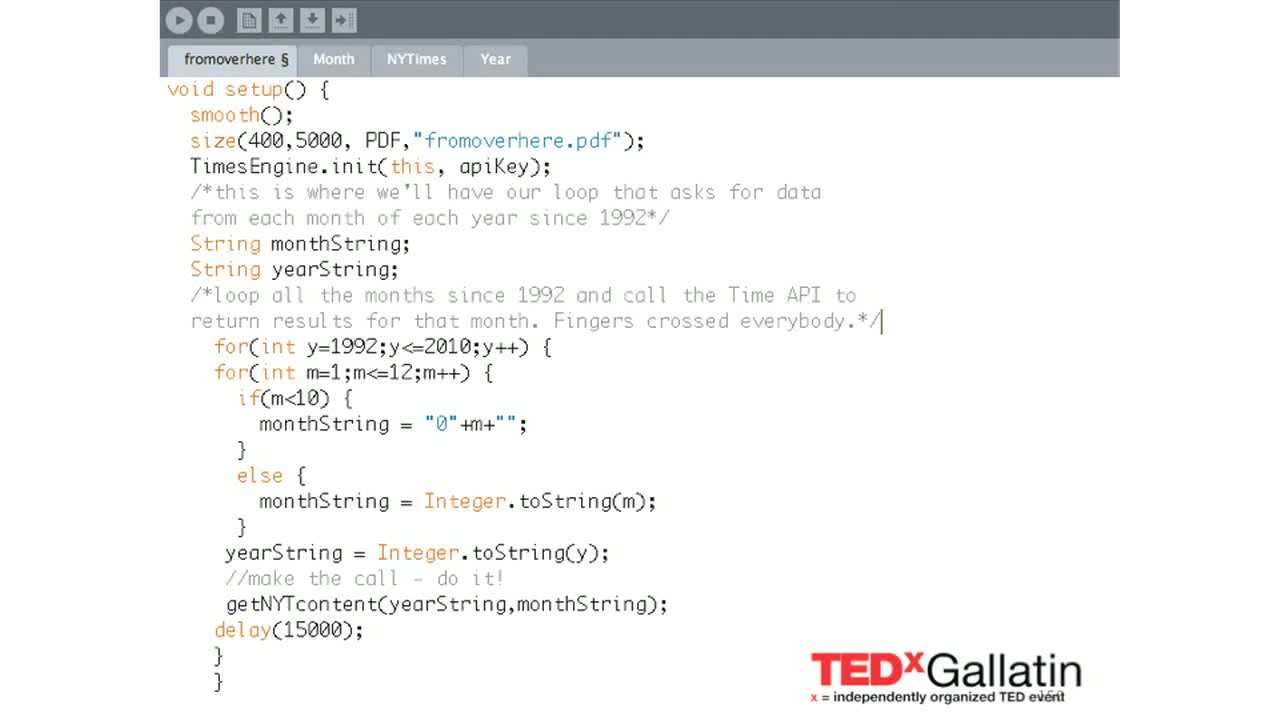 fromoverhere § Month NYTimes Year
void setup() {
smooth();
size(400,5000, PDF,"fromoverhere.pdf");
TimesEngine.init(this, apiKey);
/*this is where we'll have our loop that asks for data
from each month of each year since 1992*/
String monthString;
String yearString;
/*loop all the months since 1992 and call the Time API to
return results for that month. Fingers crossed everybody.*/
for(int y=1992;y<=2010;y++) {
for(int m=1;m<=12;m++) {
if(m<10) {
monthString = "0"+m+"";
}
else {
monthString = Integer.toString(m);
}
yearString = Integer.toString(y);
//make the call – do it!
getNYTcontent(yearString,monthString);
delay(15000);
}
}
TEDxGallatin
x = independently organized TED event